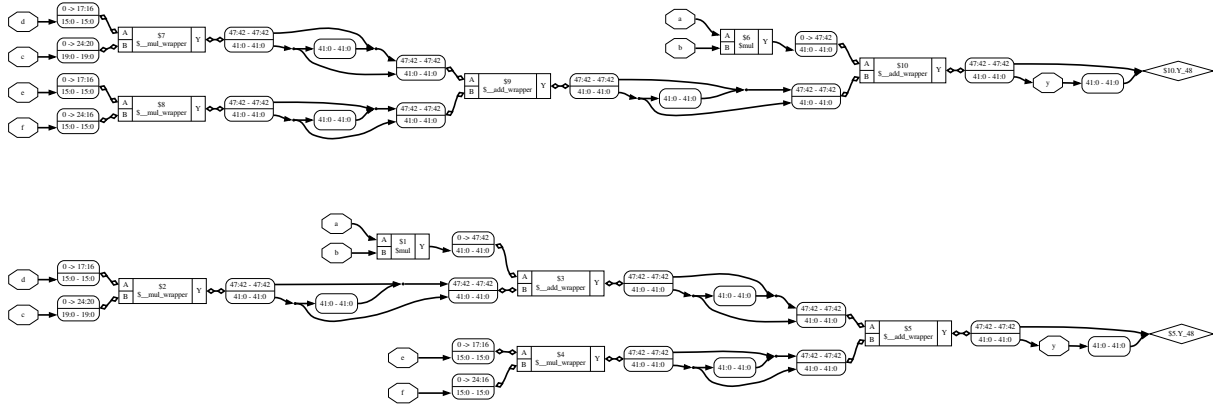 d
0 -> 17:16
15:0 - 15:0
c
0 -> 24:20
19:0 - 19:0
A
B
$7
$__mul_wrapper
Y
47:42 - 47:42
41:0 - 41:0
41:0 - 41:0
e
0 -> 17:16
15:0 - 15:0
f
0 -> 24:16
15:0 - 15:0
A
B
$8
$__mul_wrapper
Y
47:42 - 47:42
41:0 - 41:0
41:0 - 41:0
47:42 - 47:42
41:0 - 41:0
47:42 - 47:42
41:0 - 41:0
A
B
$9
$__add_wrapper
Y
47:42 - 47:42
41:0 - 41:0
41:0 - 41:0
a
b
A
B
$6
$mul
Y
0 -> 47:42
41:0 - 41:0
47:42 - 47:42
41:0 - 41:0
A
B
$10
$__add_wrapper
Y
47:42 - 47:42
41:0 - 41:0
y
41:0 - 41:0
$10.Y_48
a
b
A
B
$1
$mul
Y
0 -> 47:42
41:0 - 41:0
d
0 -> 17:16
15:0 - 15:0
c
0 -> 24:20
19:0 - 19:0
A
B
$2
$__mul_wrapper
Y
47:42 - 47:42
41:0 - 41:0
41:0 - 41:0
47:42 - 47:42
41:0 - 41:0
A
B
$3
$__add_wrapper
Y
47:42 - 47:42
41:0 - 41:0
41:0 - 41:0
47:42 - 47:42
41:0 - 41:0
e
0 -> 17:16
15:0 - 15:0
f
0 -> 24:16
15:0 - 15:0
A
B
$4
$__mul_wrapper
Y
47:42 - 47:42
41:0 - 41:0
41:0 - 41:0
47:42 - 47:42
41:0 - 41:0
A
B
$5
$__add_wrapper
Y
47:42 - 47:42
41:0 - 41:0
y
41:0 - 41:0
$5.Y_48